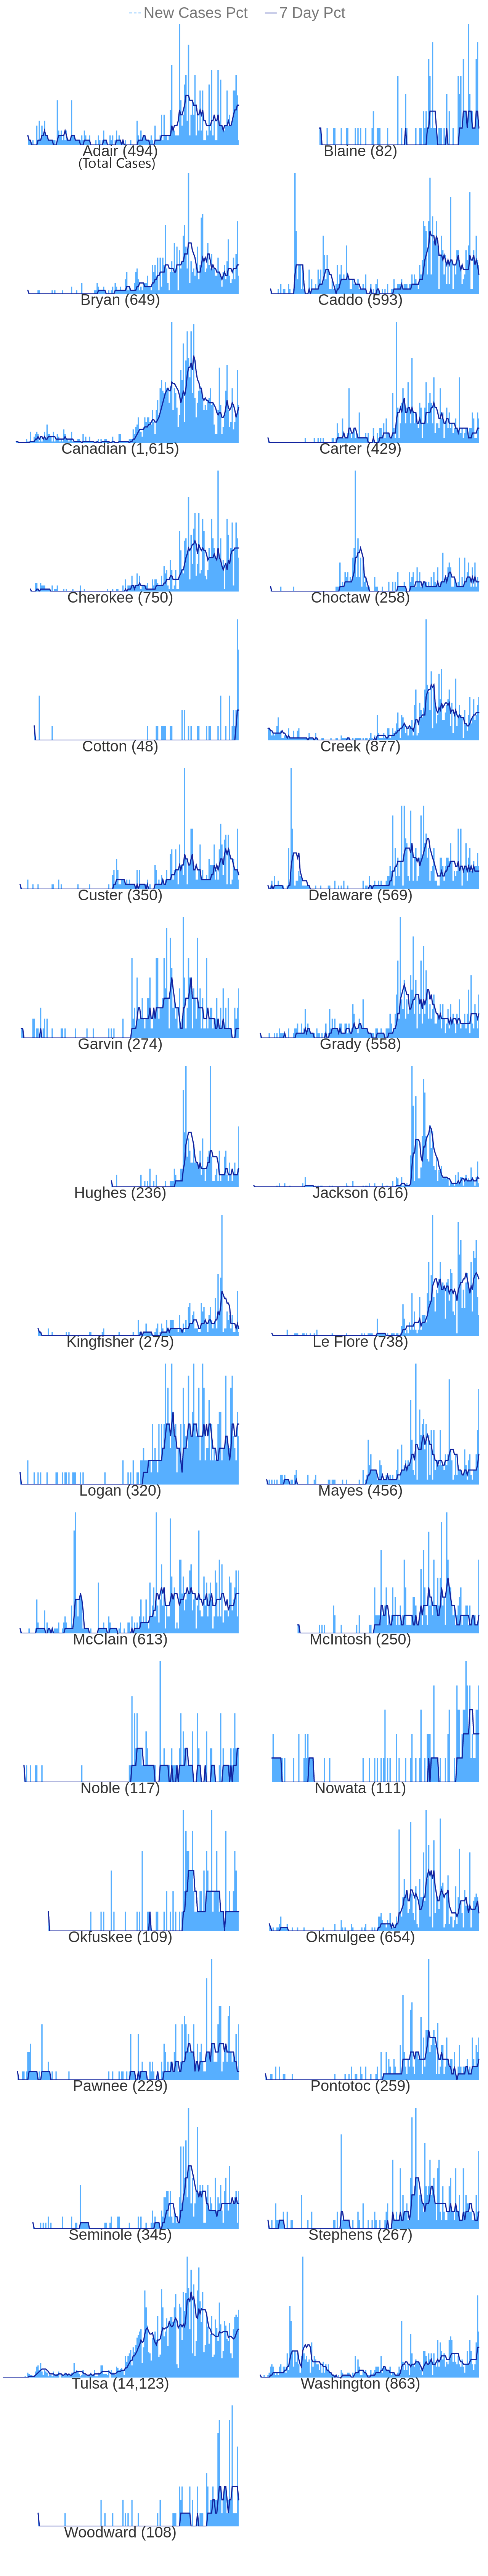 New Cases Pct 7 Day Pct
Adair (494) Blaine (82)
(Total Cases)
Bryan (649) Caddo (593)
Canadian (1,615) Carter (429)
Cherokee (750) Choctaw (258)
Cotton (48) Creek (877)
Custer (350) Delaware (569)
Garvin (274) Grady (558)
Hughes (236) Jackson (616)
Kingfisher (275) Le Flore (738)
Logan (320) Mayes (456)
McClain (613) McIntosh (250)
Noble (117) Nowata (111)
Okfuskee (109) Okmulgee (654)
Pawnee (229) Pontotoc (259)
Seminole (345) Stephens (267)
Tulsa (14,123) Washington (863)
Woodward (108)